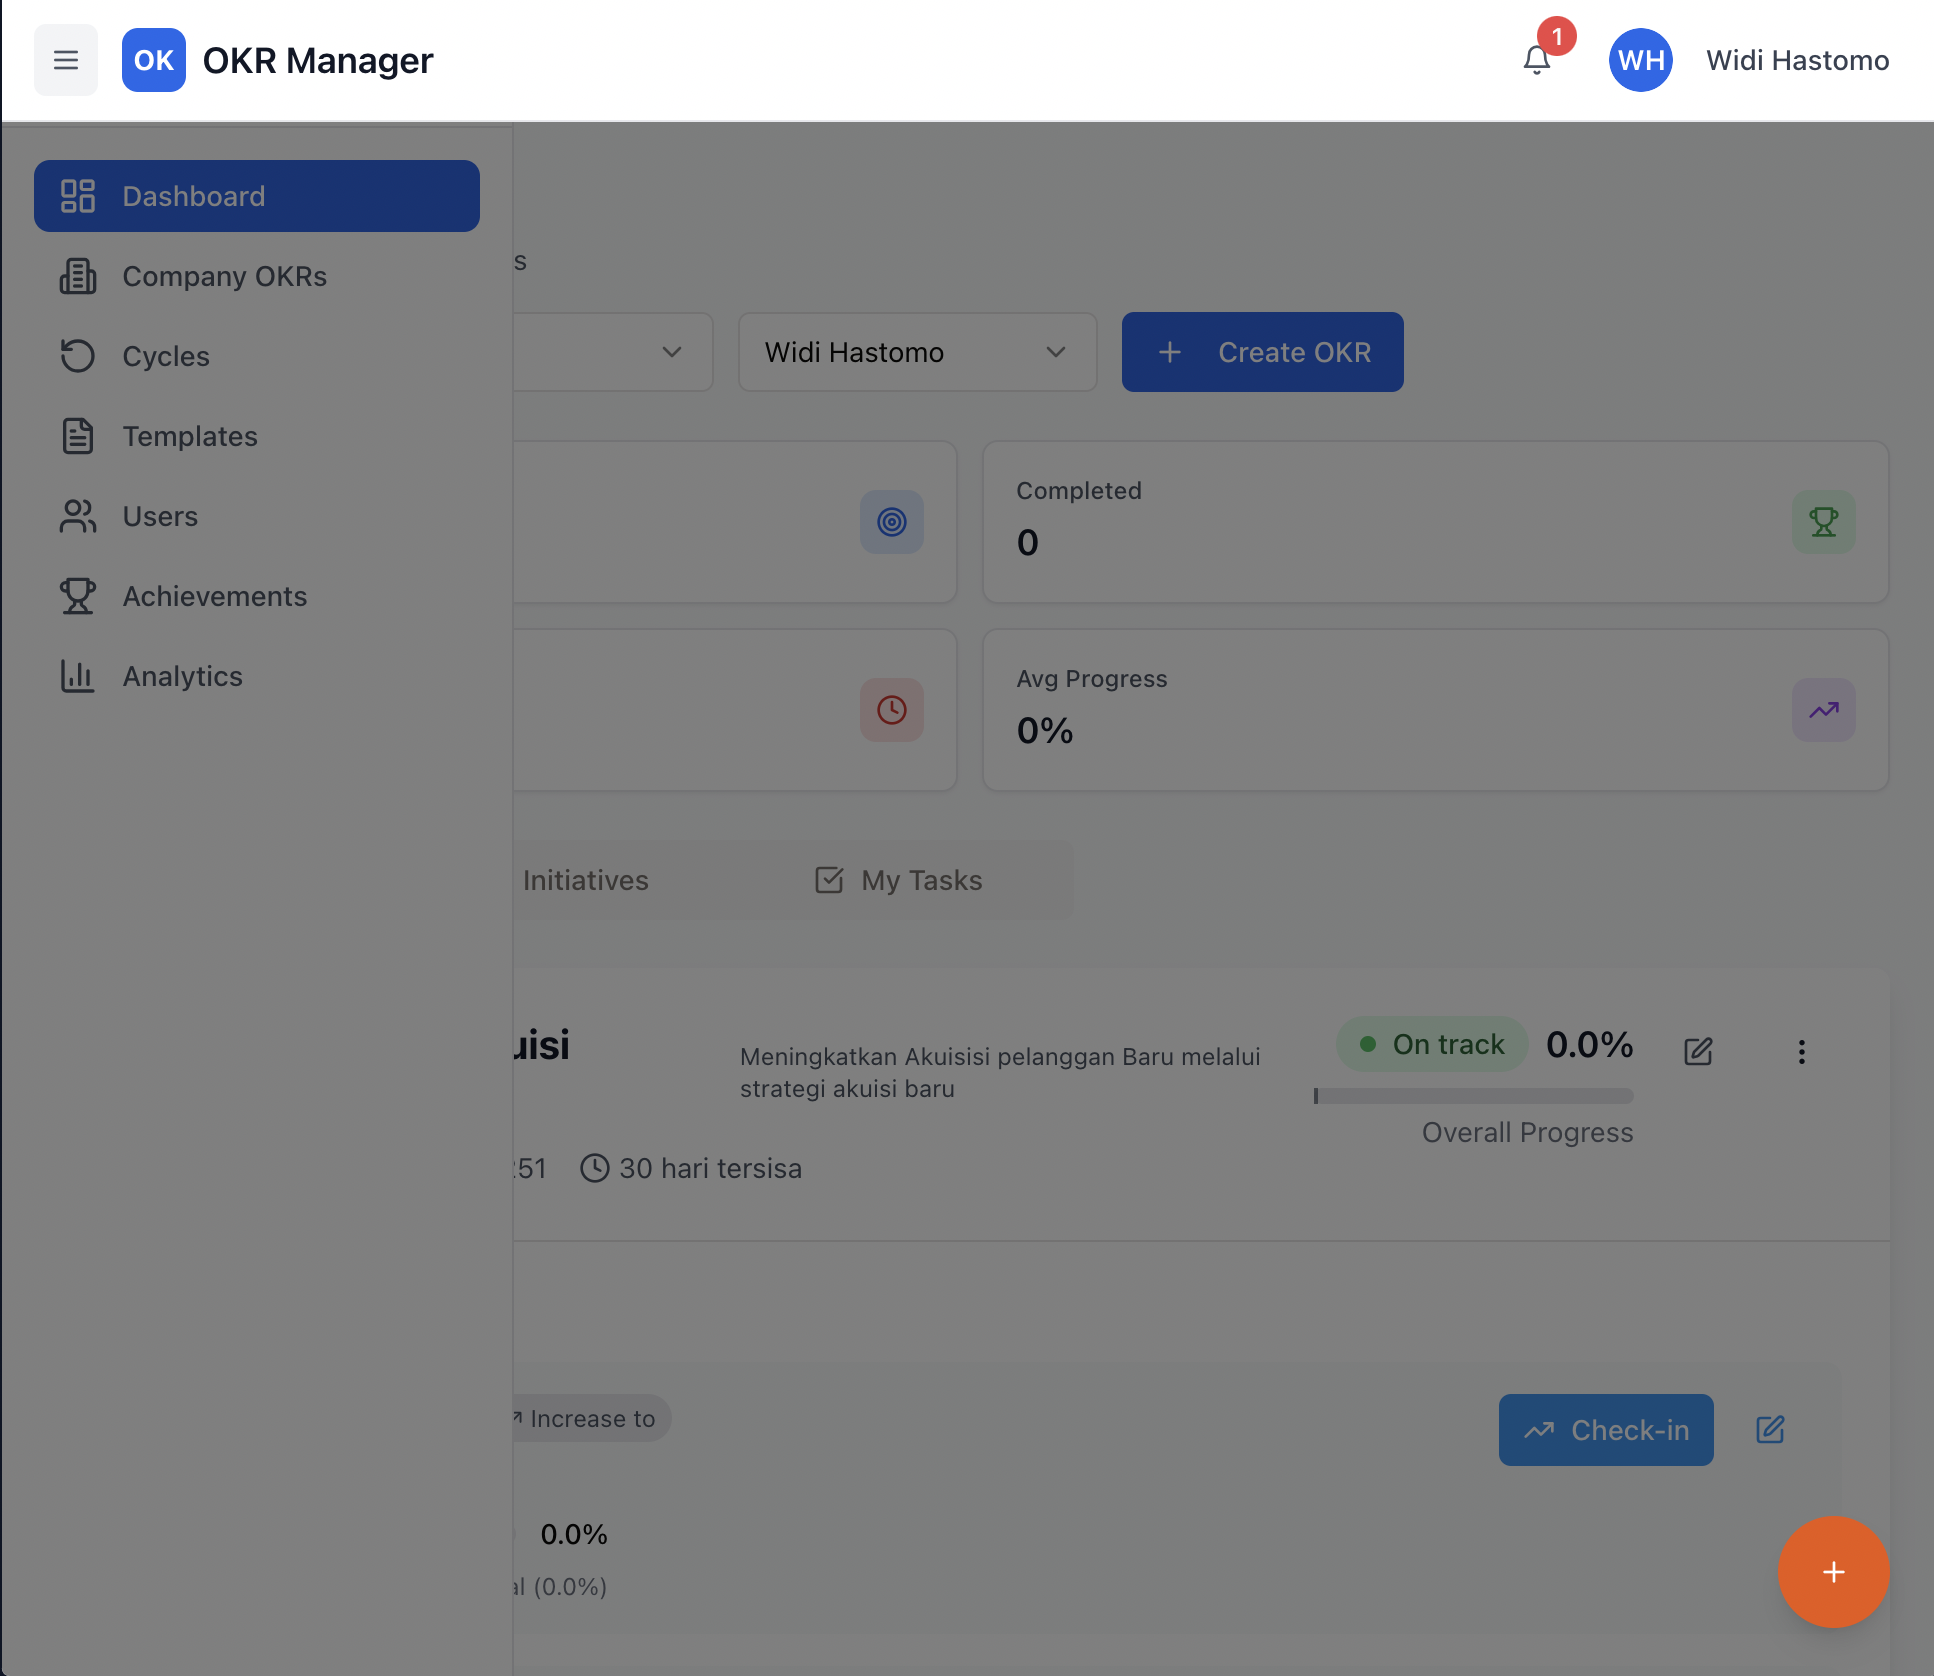 OK OKR Manager
1
WH Widi Hastomo
Dashboard
Company OKRs
Cycles
Templates
Users
Achievements
Analytics
s
Widi Hastomo
Create OKR
Completed
0
Avg Progress
0%
Initiatives
My Tasks
uisi
Meningkatkan Akuisisi pelanggan Baru melalui
strategi akuisi baru
On track
0.0%
Overall Progress
251
30 hari tersisa
Increase to
Check-in
0.0%
al (0.0%)